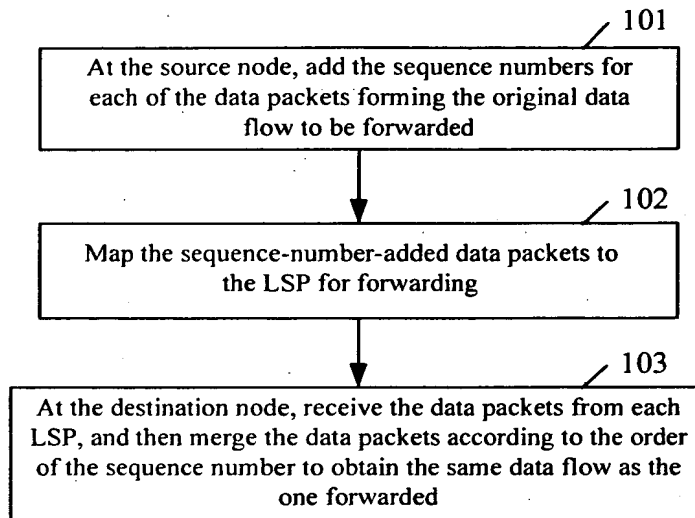 101
At the source node, add the sequence numbers for
each of the data packets forming the original data
flow to be forwarded
102
Map the sequence-number-added data packets to
the LSP for forwarding
103
At the destination node, receive the data packets from each
LSP, and then merge the data packets according to the order
of the sequence number to obtain the same data flow as the
one forwarded